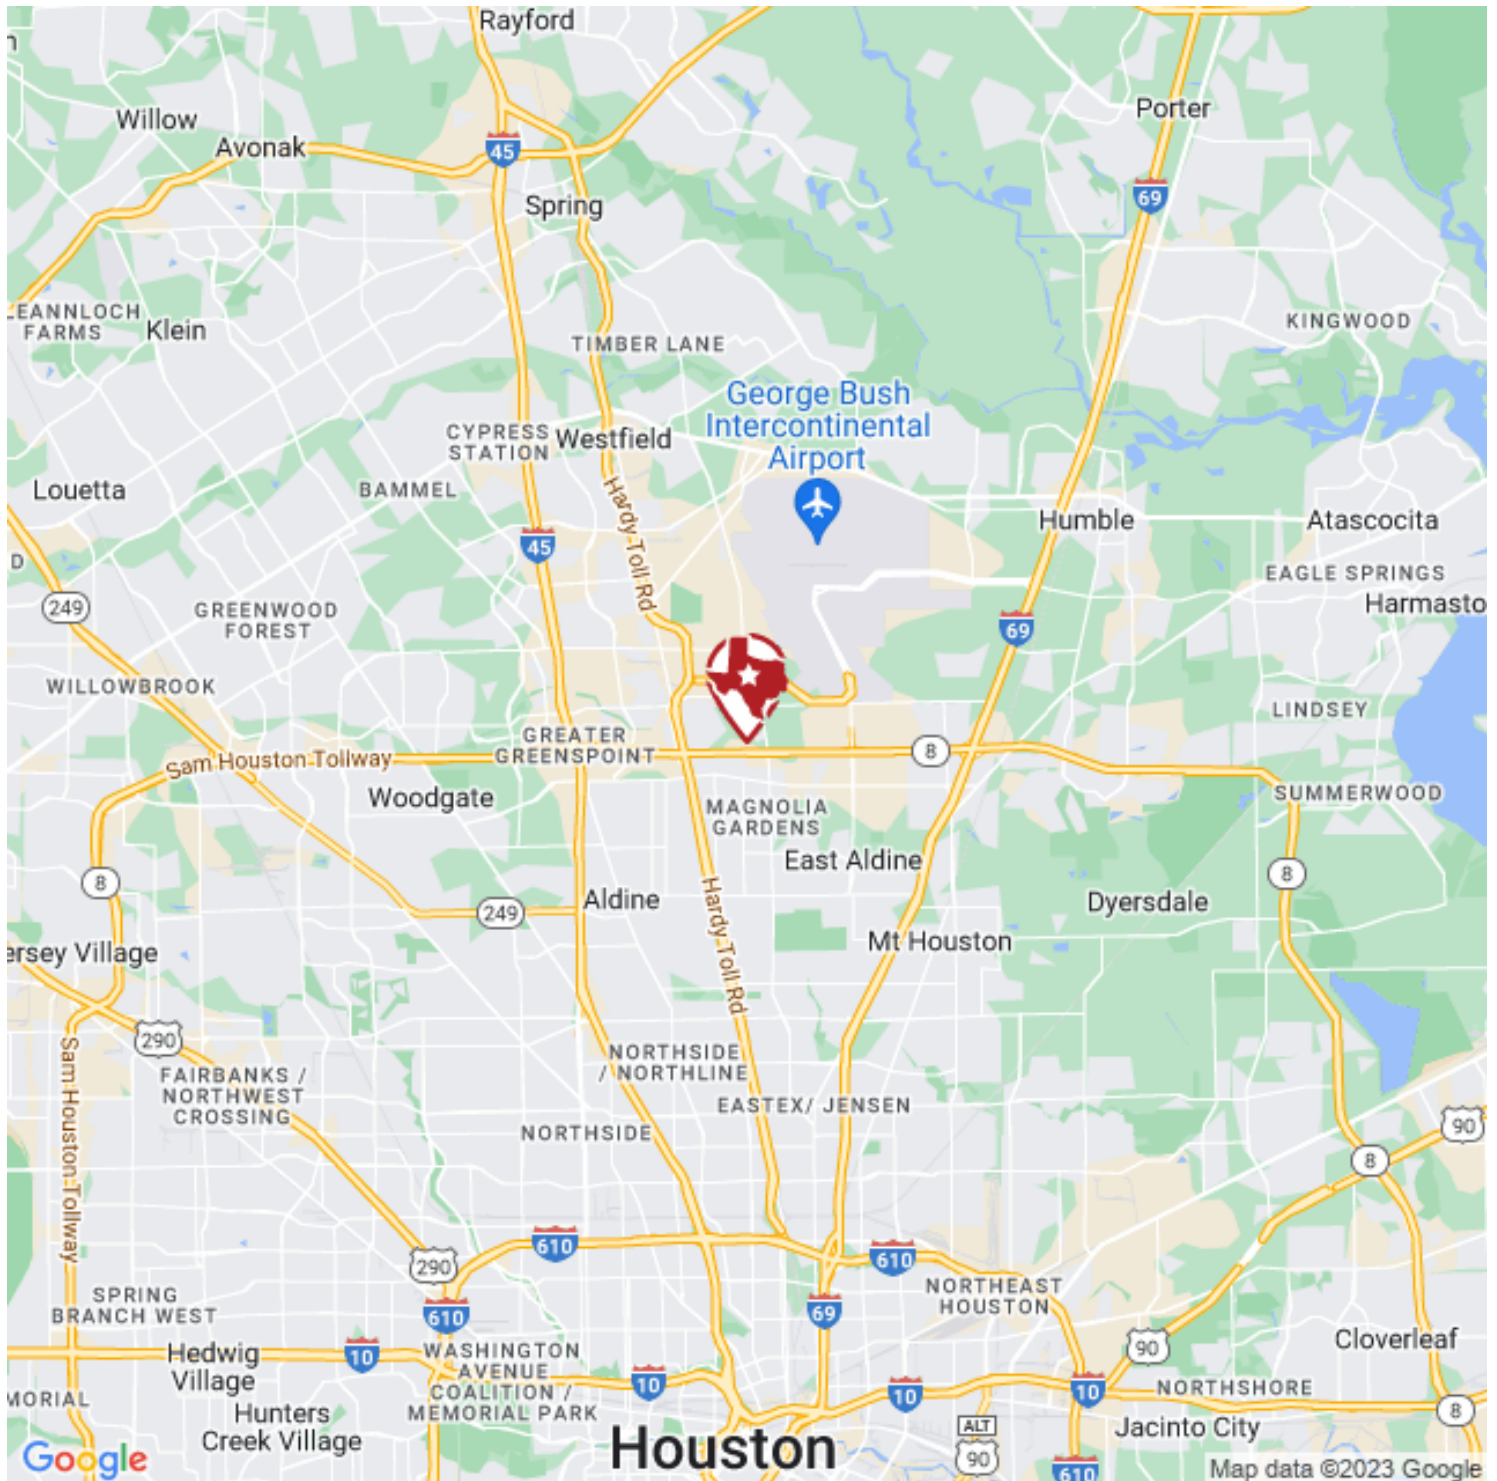 Rayford
n
Porter
Willow
Avonak
45
69
Spring
EANNLOCH
FARMS
Klein
KINGWOOD
TIMBER LANE
George Bush
Intercontinental
Airport
CYPRESS
STATION
Westfield
Louetta
BAMMEL
Hardy Toll Rd
Humble
Atascocita
45
D
EAGLE SPRINGS
249
GREENWOOD
FOREST
Harmasto
69
WILLOWBROOK
LINDSEY
GREATER
GREENSPOINT
8
Sam Houston Tollway
Woodgate
SUMMERWOOD
MAGNOLIA
GARDENS
East Aldine
8
8
Aldine
249
Dyersdale
Hardy Toll Rd
ersey Village
Mt Houston
290
Sam Houston Tollway
NORTHSIDE
/ NORTHLINE
FAIRBANKS /
NORTHWEST
CROSSING
EASTEX/ JENSEN
NORTHSIDE
90
8
610
610
290
SPRING
BRANCH WEST
610
69
NORTHEAST
HOUSTON
90
Cloverleaf
Hedwig
Village
10
WASHINGTON
AVENUE
COALITION /
MEMORIAL PARK
10
10
10
NORTHSHORE
MORIAL
8
Hunters
Creek Village
Houston
ALT
90
Jacinto City
610
Google
Map data ©2023 Google